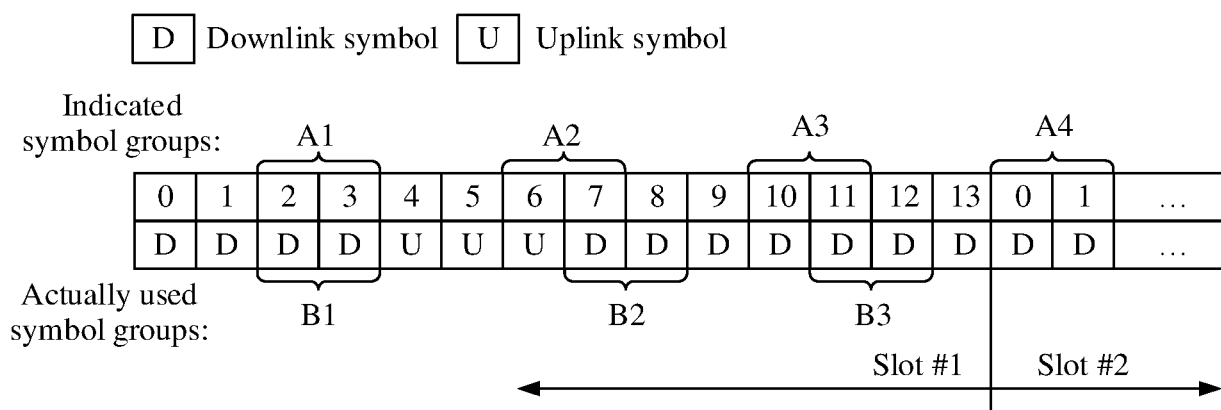 D Downlink symbol U Uplink symbol
Indicated
symbol groups:
A1 A2 A3 A4
0 1 2 3 4 5 6 7 8 9 10 11 12 13 0 1 ...
D D D D U U U D D D D D D D D D ...
Actually used
symbol groups:
B1 B2 B3
Slot #1 Slot #2